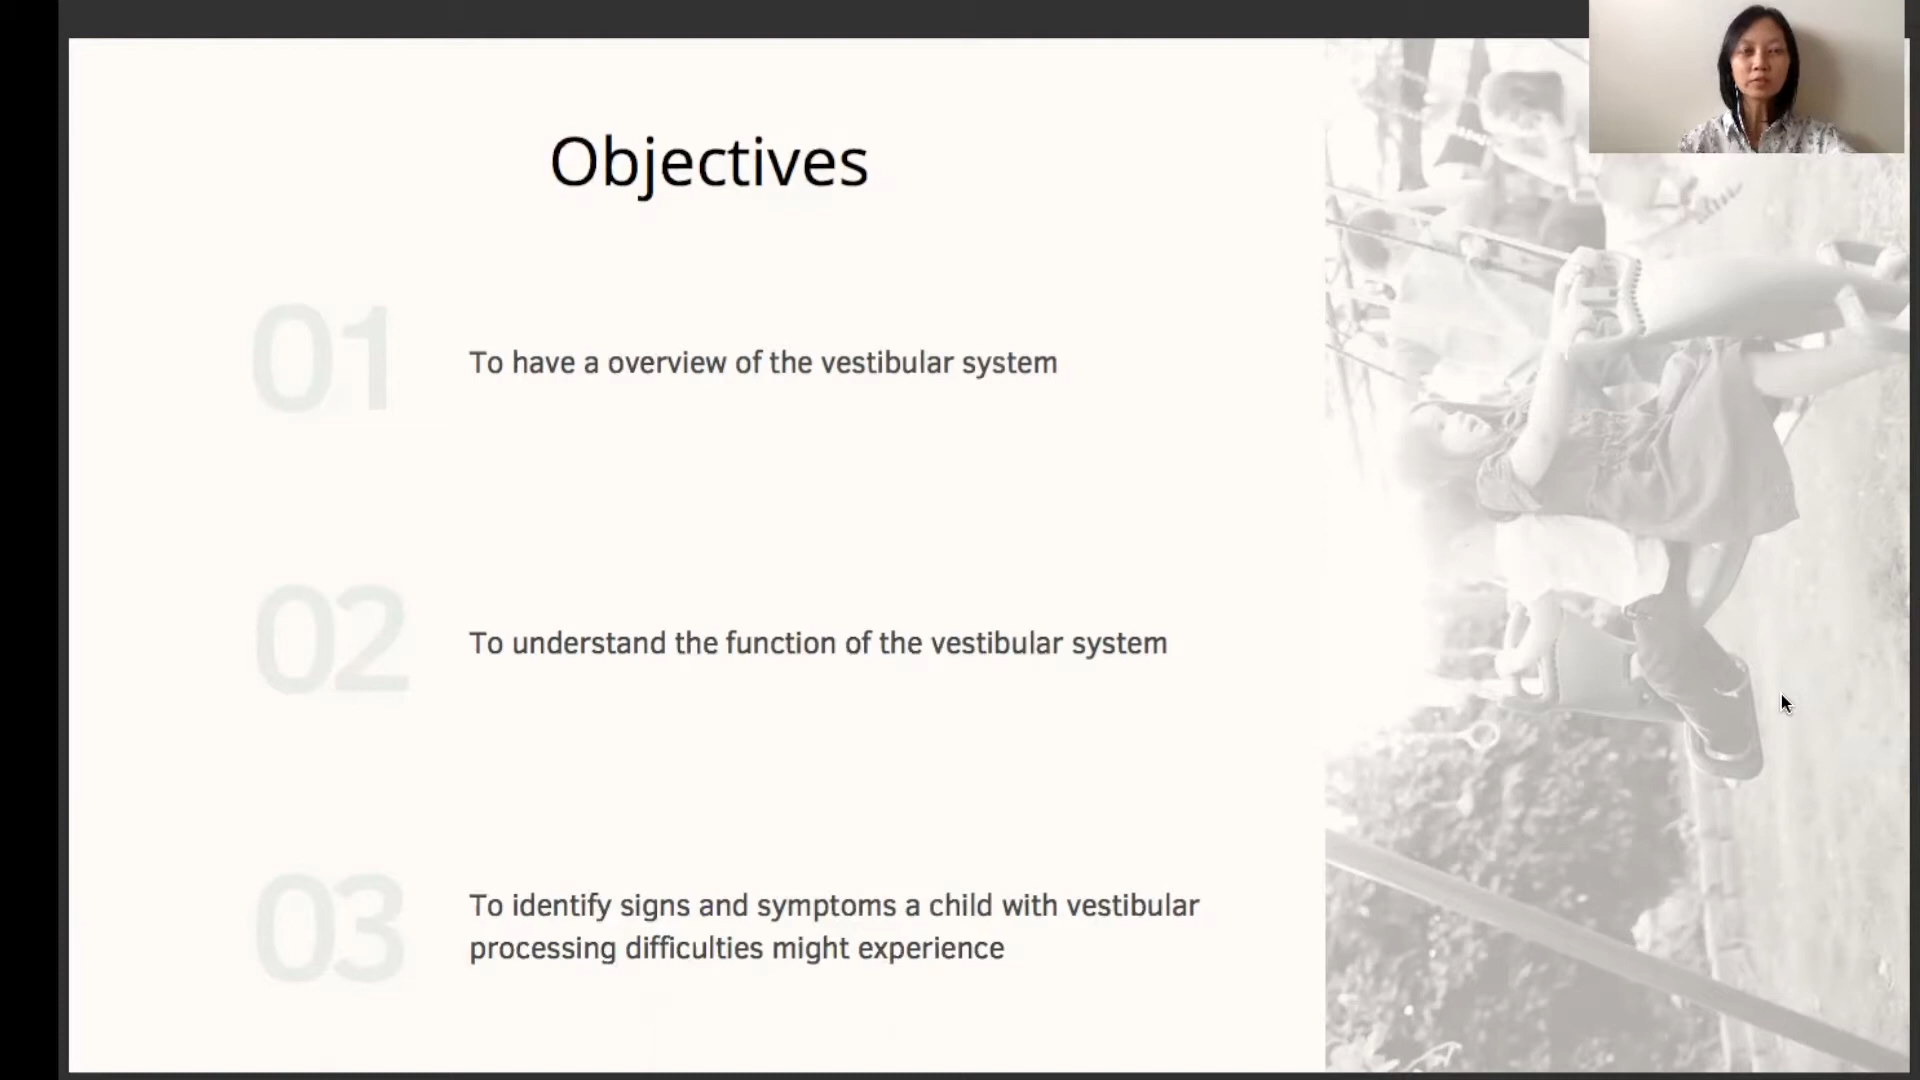 Objectives
01
To have a overview of the vestibular system
02
To understand the function of the vestibular system
03
To identify signs and symptoms a child with vestibular
processing difficulties might experience